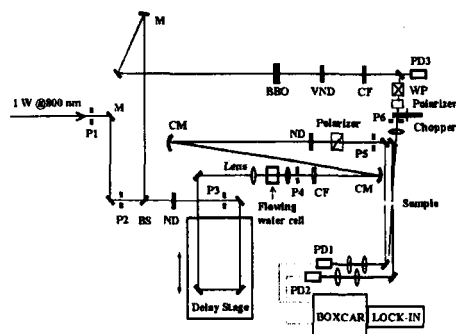 M
PD3
BBO VND CF
WP
Polarizer
1 W @800 nm
M
P1
P6
Chopper
CM
ND
Polarizer
P5
Lens
P4
CF
CM
Flowing
water cell
Sample
P2
BS
ND
P3
PD1
PD2
Delay Stage
BOXCAR
LOCK-IN